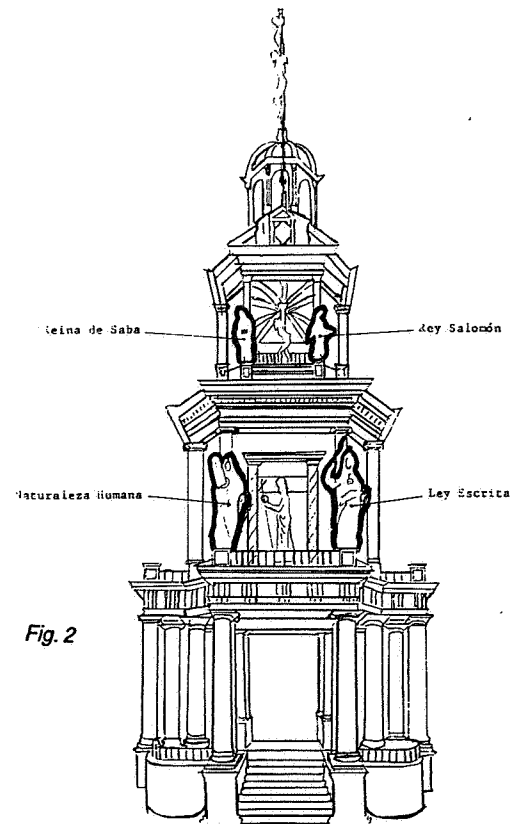 Reina de Saba
Rey Salomón
Naturaleza Humana
Ley Escrita
Fig. 2